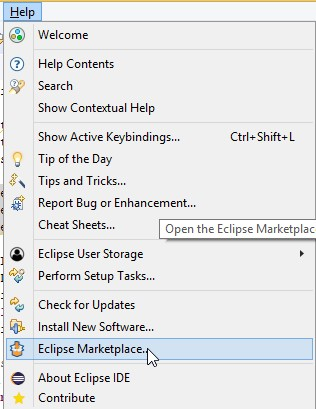 Help
Welcome
Help Contents
Search
Show Contextual Help
Show Active Keybindings... Ctrl+Shift+L
Tip of the Day
Tips and Tricks...
Report Bug or Enhancement...
Cheat Sheets...
Open the Eclipse Marketplac
Eclipse User Storage
Perform Setup Tasks...
Check for Updates
Install New Software...
Eclipse Marketplace...
About Eclipse IDE
Contribute